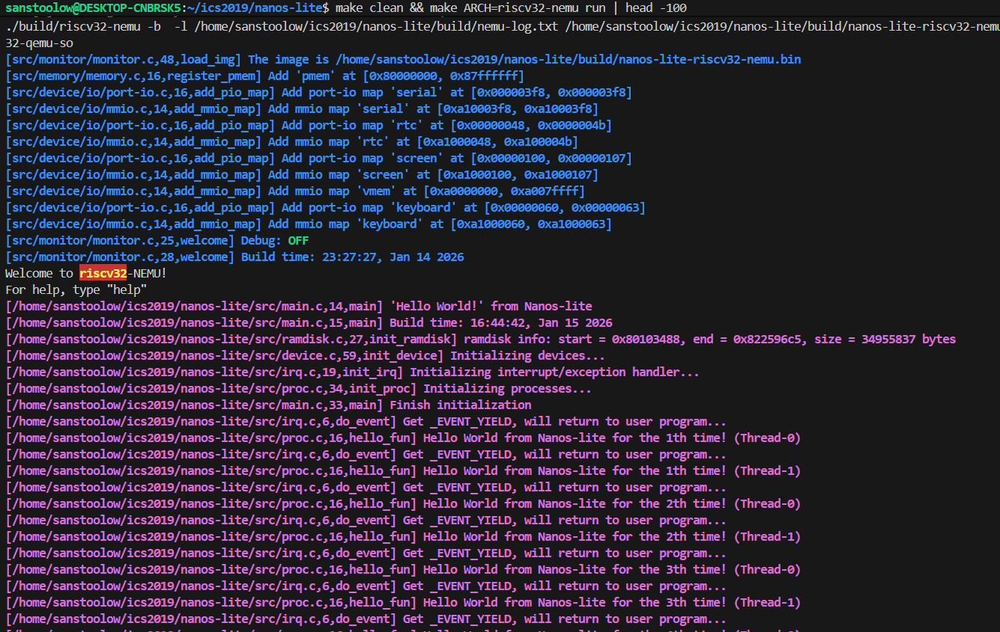 sanstoolow@DESKTOP-CNBRSK5:~/ics2019/nanos-lite$ make clean && make ARCH=riscv32-nemu run | head -100
./build/riscv32-nemu -b  -l /home/sanstoolow/ics2019/nanos-lite/build/nemu-log.txt /home/sanstoolow/ics2019/nanos-lite/build/nanos-lite-riscv32-nemu
32-qemu-so
[src/monitor/monitor.c,48,load_img] The image is /home/sanstoolow/ics2019/nanos-lite/build/nanos-lite-riscv32-nemu.bin
[src/memory/memory.c,16,register_pmem] Add 'pmem' at [0x80000000, 0x87ffffff]
[src/device/io/port-io.c,16,add_pio_map] Add port-io map 'serial' at [0x000003f8, 0x000003f8]
[src/device/io/mmio.c,14,add_mmio_map] Add mmio map 'serial' at [0xa10003f8, 0xa10003f8]
[src/device/io/port-io.c,16,add_pio_map] Add port-io map 'rtc' at [0x00000048, 0x0000004b]
[src/device/io/mmio.c,14,add_mmio_map] Add mmio map 'rtc' at [0xa1000048, 0xa100004b]
[src/device/io/port-io.c,16,add_pio_map] Add port-io map 'screen' at [0x00000100, 0x00000107]
[src/device/io/mmio.c,14,add_mmio_map] Add mmio map 'screen' at [0xa1000100, 0xa1000107]
[src/device/io/mmio.c,14,add_mmio_map] Add mmio map 'vmem' at [0xa0000000, 0xa007ffff]
[src/device/io/port-io.c,16,add_pio_map] Add port-io map 'keyboard' at [0x00000060, 0x00000063]
[src/device/io/mmio.c,14,add_mmio_map] Add mmio map 'keyboard' at [0xa1000060, 0xa1000063]
[src/monitor/monitor.c,25,welcome] Debug: OFF
[src/monitor/monitor.c,28,welcome] Build time: 23:27:27, Jan 14 2026
Welcome to riscv32-NEMU!
For help, type "help"
[/home/sanstoolow/ics2019/nanos-lite/src/main.c,14,main] 'Hello World!' from Nanos-lite
[/home/sanstoolow/ics2019/nanos-lite/src/main.c,15,main] Build time: 16:44:42, Jan 15 2026
[/home/sanstoolow/ics2019/nanos-lite/src/ramdisk.c,27,init_ramdisk] ramdisk info: start = 0x80103488, end = 0x822596c5, size = 34955837 bytes
[/home/sanstoolow/ics2019/nanos-lite/src/device.c,59,init_device] Initializing devices...
[/home/sanstoolow/ics2019/nanos-lite/src/irq.c,19,init_irq] Initializing interrupt/exception handler...
[/home/sanstoolow/ics2019/nanos-lite/src/proc.c,34,init_proc] Initializing processes...
[/home/sanstoolow/ics2019/nanos-lite/src/main.c,33,main] Finish initialization
[/home/sanstoolow/ics2019/nanos-lite/src/irq.c,6,do_event] Get _EVENT_YIELD, will return to user program...
[/home/sanstoolow/ics2019/nanos-lite/src/proc.c,16,hello_fun] Hello World from Nanos-lite for the 1th time! (Thread-0)
[/home/sanstoolow/ics2019/nanos-lite/src/irq.c,6,do_event] Get _EVENT_YIELD, will return to user program...
[/home/sanstoolow/ics2019/nanos-lite/src/proc.c,16,hello_fun] Hello World from Nanos-lite for the 1th time! (Thread-1)
[/home/sanstoolow/ics2019/nanos-lite/src/irq.c,6,do_event] Get _EVENT_YIELD, will return to user program...
[/home/sanstoolow/ics2019/nanos-lite/src/proc.c,16,hello_fun] Hello World from Nanos-lite for the 2th time! (Thread-0)
[/home/sanstoolow/ics2019/nanos-lite/src/irq.c,6,do_event] Get _EVENT_YIELD, will return to user program...
[/home/sanstoolow/ics2019/nanos-lite/src/proc.c,16,hello_fun] Hello World from Nanos-lite for the 2th time! (Thread-1)
[/home/sanstoolow/ics2019/nanos-lite/src/irq.c,6,do_event] Get _EVENT_YIELD, will return to user program...
[/home/sanstoolow/ics2019/nanos-lite/src/proc.c,16,hello_fun] Hello World from Nanos-lite for the 3th time! (Thread-0)
[/home/sanstoolow/ics2019/nanos-lite/src/irq.c,6,do_event] Get _EVENT_YIELD, will return to user program...
[/home/sanstoolow/ics2019/nanos-lite/src/proc.c,16,hello_fun] Hello World from Nanos-lite for the 3th time! (Thread-1)
[/home/sanstoolow/ics2019/nanos-lite/src/irq.c,6,do_event] Get _EVENT_YIELD, will return to user program...